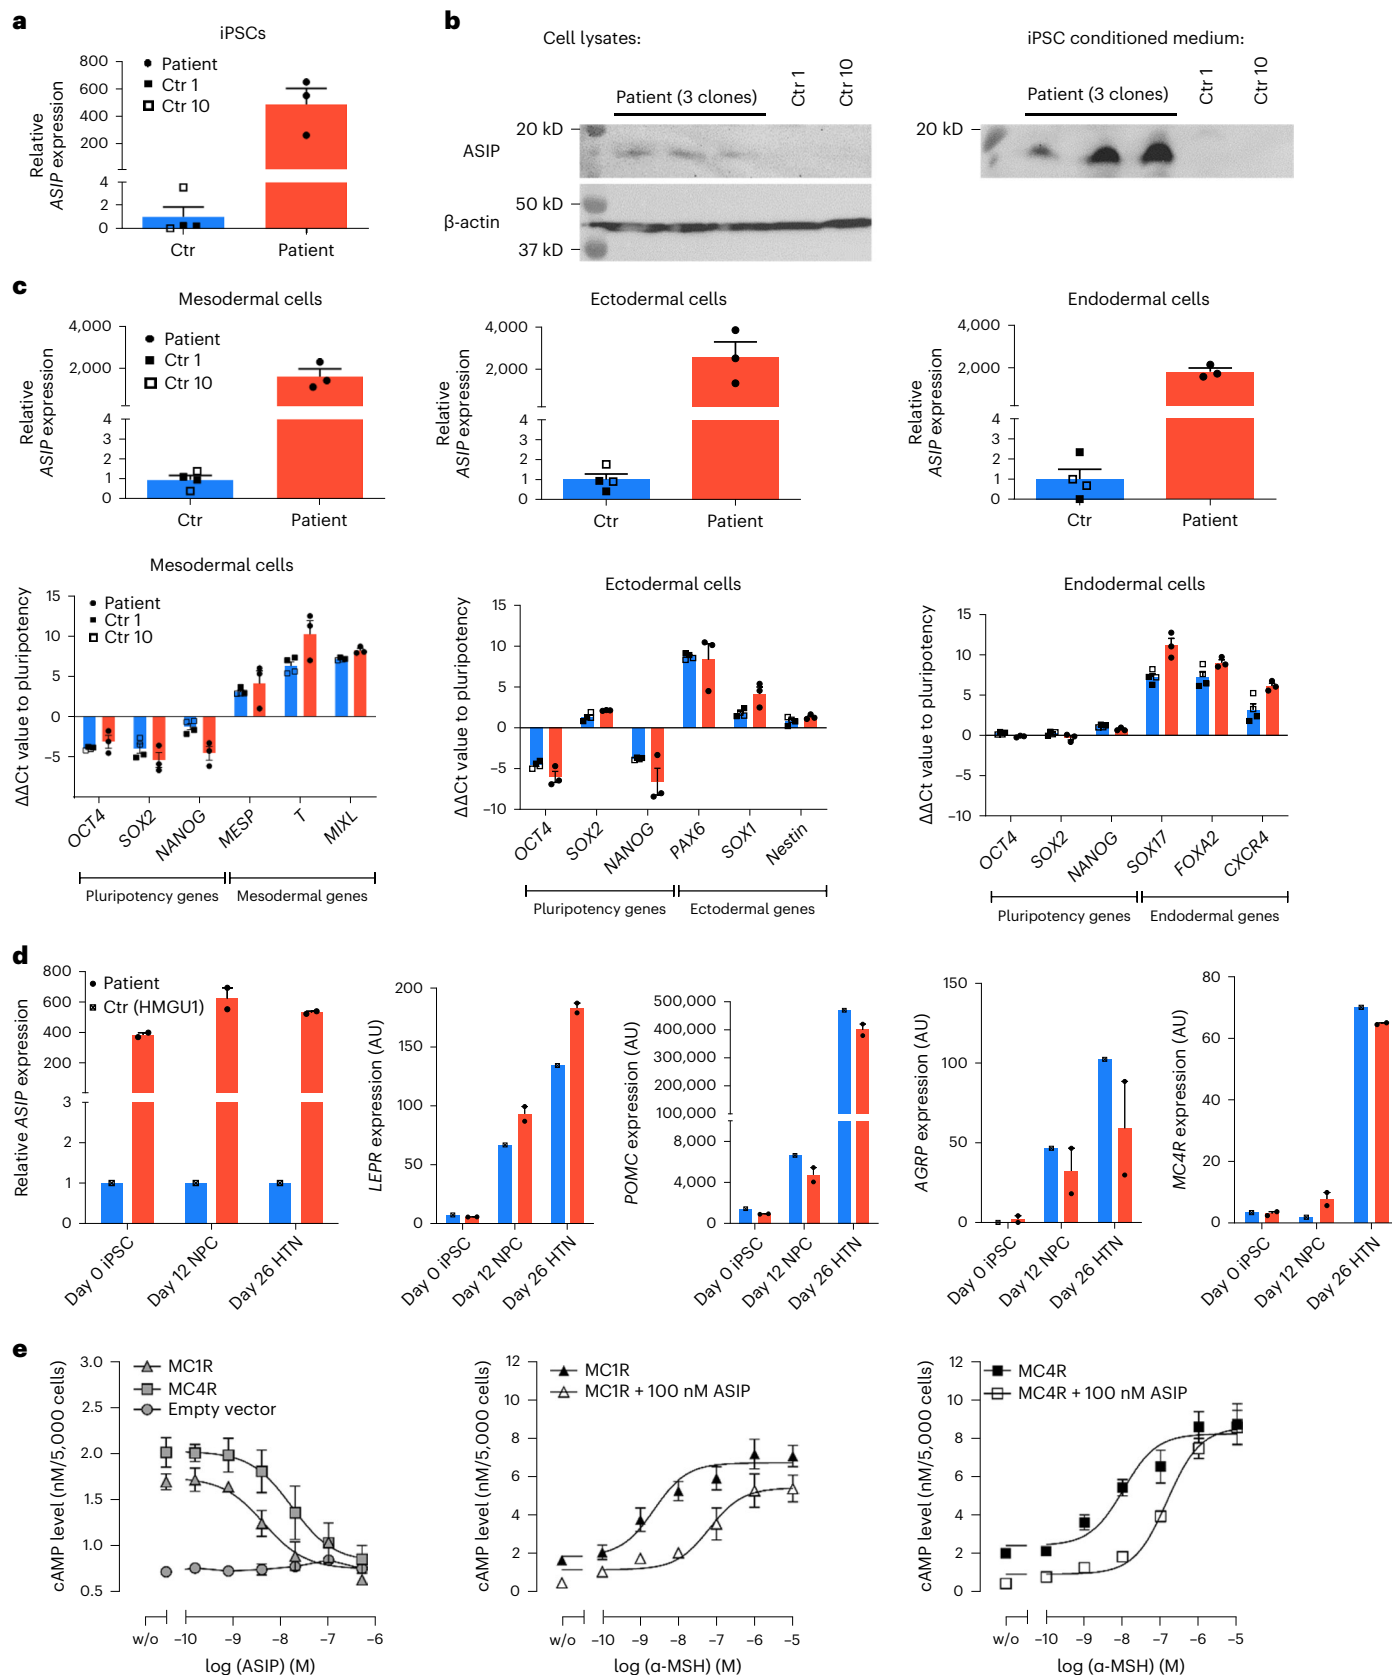 a
iPSCs
Relative
ASIP expression
800
600
400
200
4
2
0
Patient
Ctr 1
Ctr 10
Ctr
Patient
b
Cell lysates:
Patient (3 clones)
Ctr 1
Ctr 10
20 kD
ASIP
50 kD
β-actin
37 kD
iPSC conditioned medium:
Patient (3 clones)
Ctr 1
Ctr 10
20 kD
c
Mesodermal cells
Relative
ASIP expression
4,000
2,000
4
3
2
1
0
Patient
Ctr 1
Ctr 10
Ctr
Patient
Ectodermal cells
Relative
ASIP expression
4,000
2,000
4
3
2
1
0
Ctr
Patient
Endodermal cells
Relative
ASIP expression
4,000
2,000
4
3
2
1
0
Ctr
Patient
Mesodermal cells
ΔΔCt value to pluripotency
15
10
5
0
−5
Patient
Ctr 1
Ctr 10
OCT4
SOX2
NANOG
MESP
T
MIXL
Pluripotency genes
Mesodermal genes
Ectodermal cells
ΔΔCt value to pluripotency
15
10
5
0
−5
−10
OCT4
SOX2
NANOG
PAX6
SOX1
Nestin
Pluripotency genes
Ectodermal genes
Endodermal cells
ΔΔCt value to pluripotency
15
10
5
0
−5
−10
OCT4
SOX2
NANOG
SOX17
FOXA2
CXCR4
Pluripotency genes
Endodermal genes
d
Relative ASIP expression
800
600
400
200
3
2
1
0
Patient
Ctr (HMGU1)
Day 0 iPSC
Day 12 NPC
Day 26 HTN
LEPR expression (AU)
200
150
100
50
0
Day 0 iPSC
Day 12 NPC
Day 26 HTN
POMC expression (AU)
500,000
400,000
300,000
200,000
100,000
8,000
4,000
0
Day 0 iPSC
Day 12 NPC
Day 26 HTN
AGRP expression (AU)
150
100
50
0
Day 0 iPSC
Day 12 NPC
Day 26 HTN
MC4R expression (AU)
80
60
40
20
0
Day 0 iPSC
Day 12 NPC
Day 26 HTN
e
cAMP level (nM/5,000 cells)
3.0
2.5
2.0
1.5
1.0
0.5
MC1R
MC4R
Empty vector
w/o
−10
−9
−8
−7
−6
log (ASIP) (M)
cAMP level (nM/5,000 cells)
12
10
8
6
4
2
0
MC1R
MC1R + 100 nM ASIP
w/o
−10
−9
−8
−7
−6
−5
log (α-MSH) (M)
cAMP level (nM/5,000 cells)
12
10
8
6
4
2
0
MC4R
MC4R + 100 nM ASIP
w/o
−10
−9
−8
−7
−6
−5
log (α-MSH) (M)